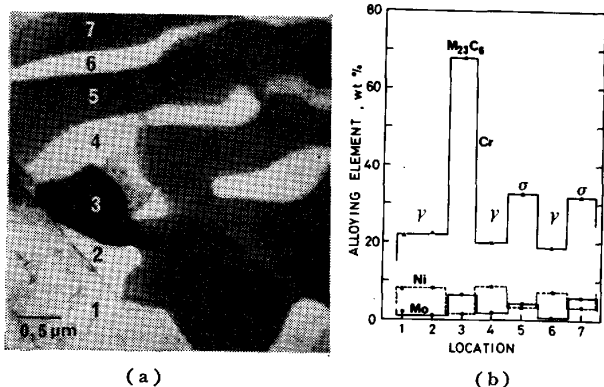 7
6
5
4
3
2
1
0,5 μm
(a)
ALLOYING ELEMENT, wt %
80
60
40
20
0
M23C6
Cr
γ
γ
σ
γ
σ
Ni
Mo
1 2 3 4 5 6 7
LOCATION
(b)